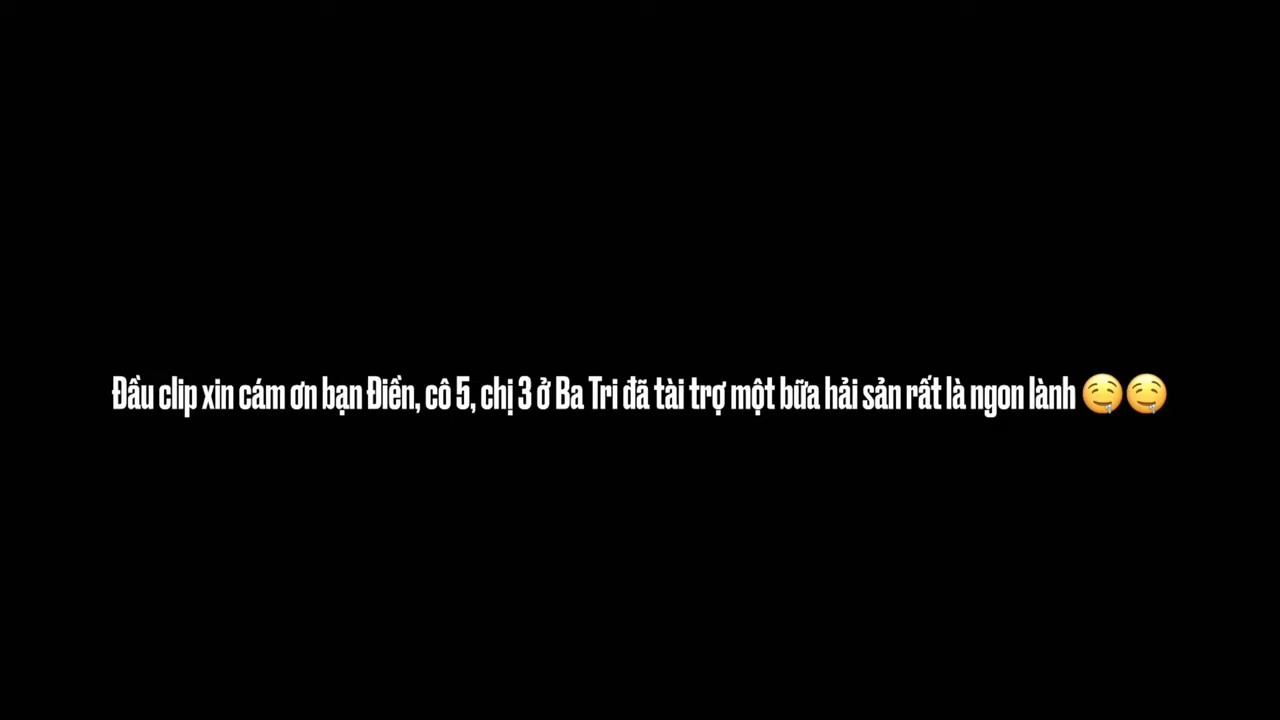 Đầu clip xin cám ơn bạn Điền, cô 5, chị 3 ở Ba Tri đã tài trợ một bữa hải sản rất là ngon lành 🤤🤤